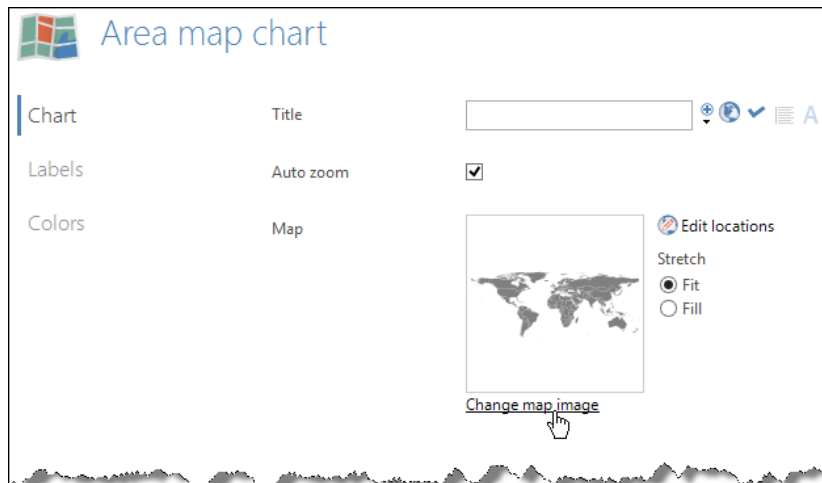 Area map chart
Chart
Title
A
Labels
Auto zoom
Colors
Map
Edit locations
Stretch
Fit
Fill
Change map image